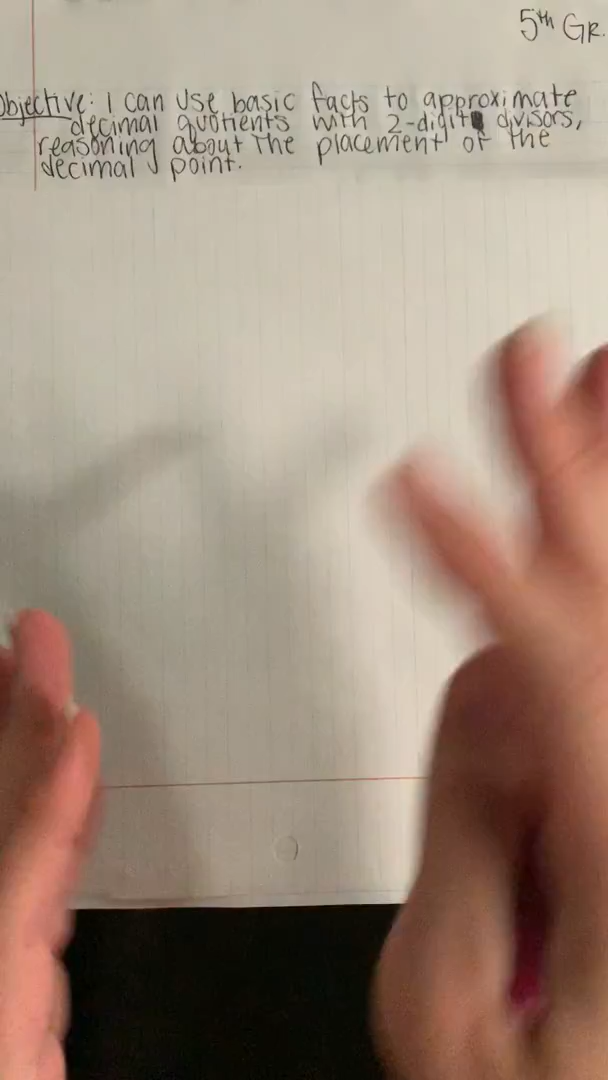 5th Gr.
Objective: I can use basic facts to approximate
decimal quotients with 2-digit divisors,
reasoning about the placement of the
decimal point.